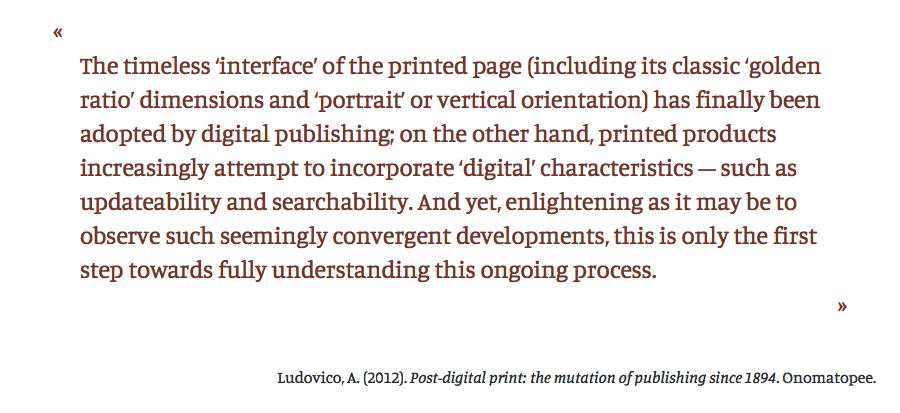 «
The timeless ‘interface’ of the printed page (including its classic ‘golden
ratio’ dimensions and ‘portrait’ or vertical orientation) has finally been
adopted by digital publishing; on the other hand, printed products
increasingly attempt to incorporate ‘digital’ characteristics — such as
updateability and searchability. And yet, enlightening as it may be to
observe such seemingly convergent developments, this is only the first
step towards fully understanding this ongoing process.
»
Ludovico, A. (2012). Post-digital print: the mutation of publishing since 1894. Onomatopee.